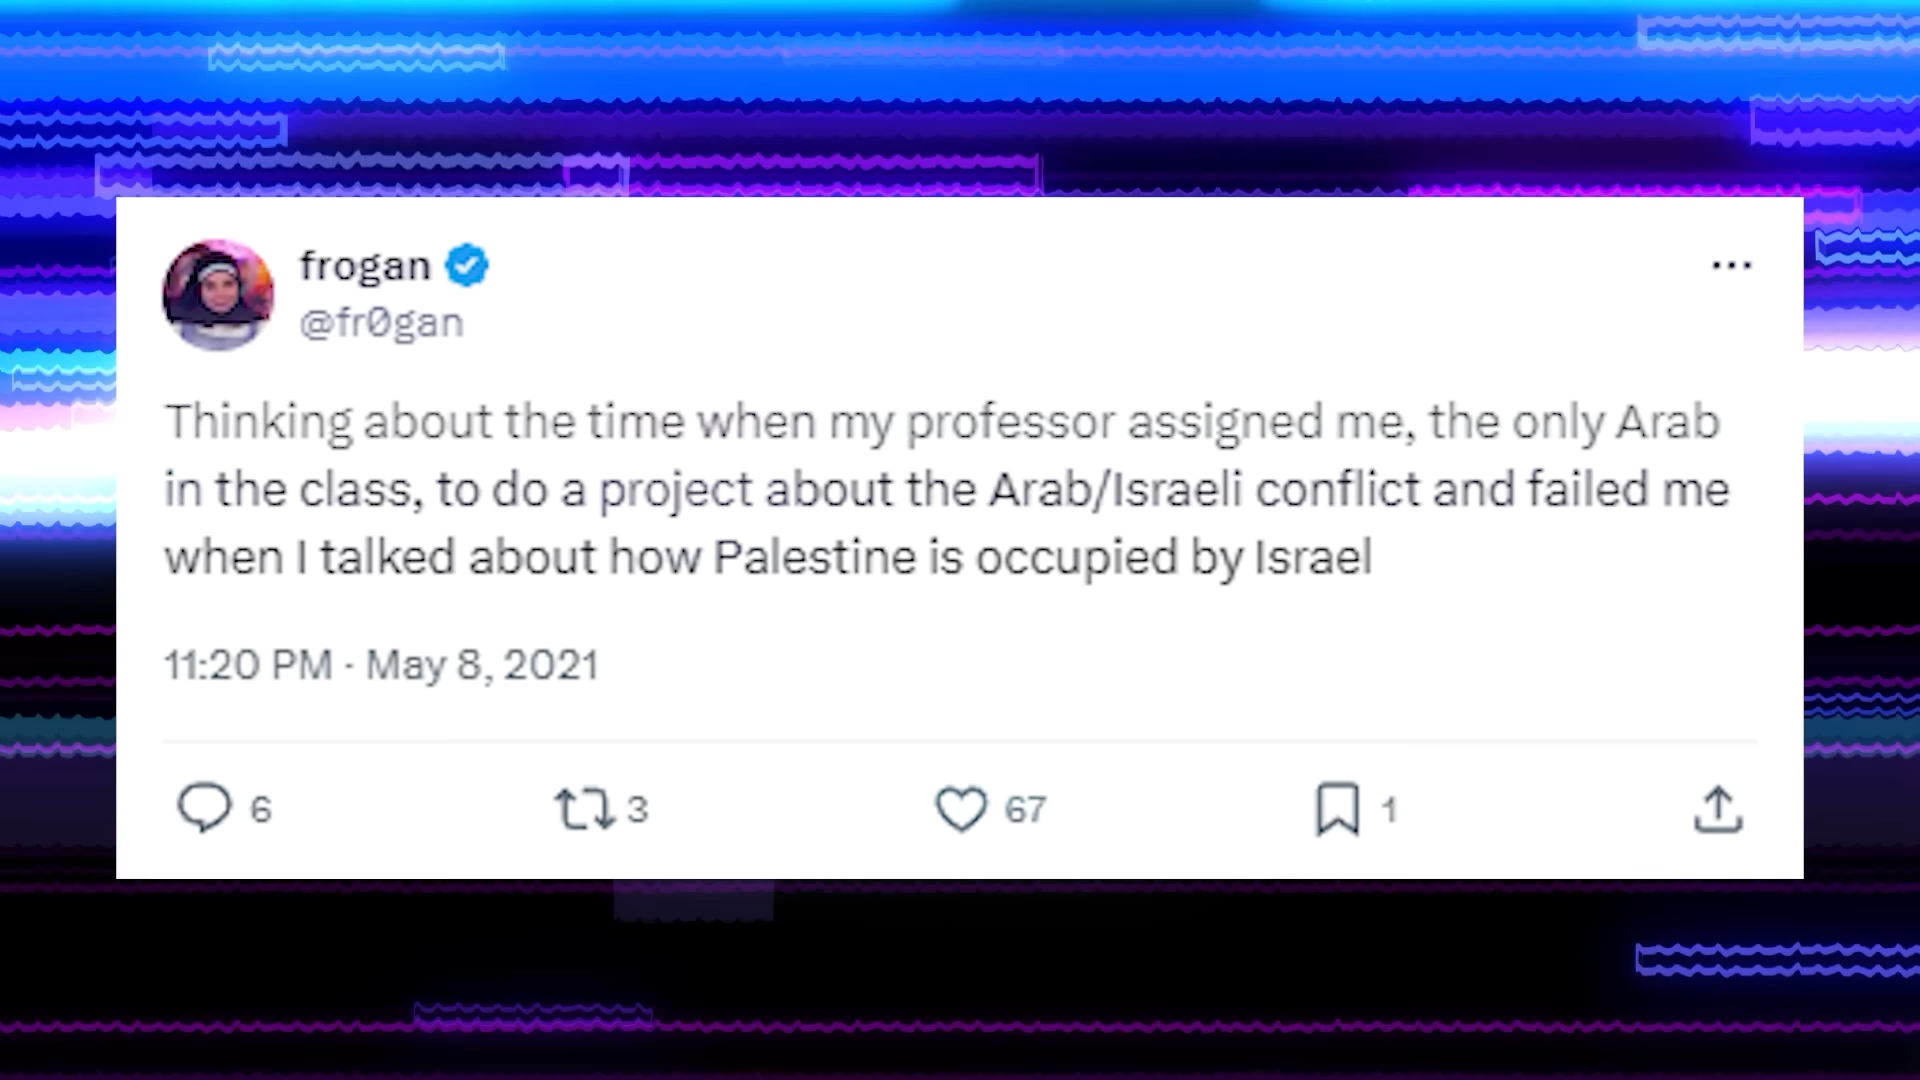 frogan
@fr0gan
Thinking about the time when my professor assigned me, the only Arab
in the class, to do a project about the Arab/Israeli conflict and failed me
when I talked about how Palestine is occupied by Israel
11:20 PM · May 8, 2021
6 3 67 1